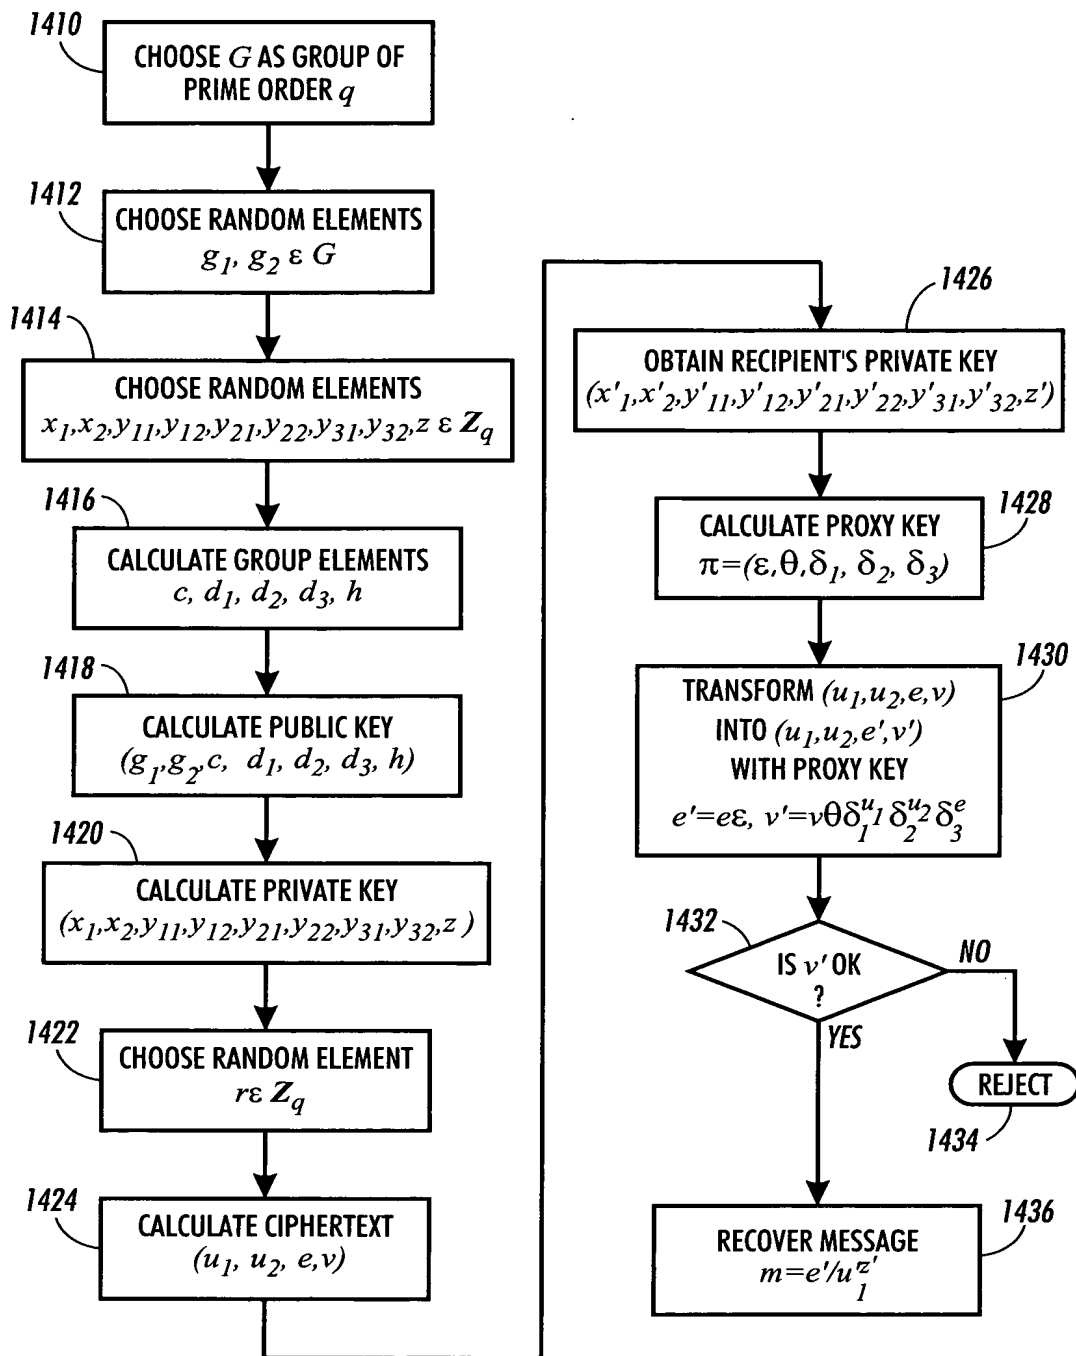 1410
CHOOSE G AS GROUP OF
PRIME ORDER q
1412
CHOOSE RANDOM ELEMENTS
g₁, g₂ ε G
1414
CHOOSE RANDOM ELEMENTS
x₁,x₂,y₁₁,y₁₂,y₂₁,y₂₂,y₃₁,y₃₂,z ε Z_q
1416
CALCULATE GROUP ELEMENTS
c, d₁, d₂, d₃, h
1418
CALCULATE PUBLIC KEY
(g₁,g₂,c, d₁, d₂, d₃, h)
1420
CALCULATE PRIVATE KEY
(x₁,x₂,y₁₁,y₁₂,y₂₁,y₂₂,y₃₁,y₃₂,z )
1422
CHOOSE RANDOM ELEMENT
rε Z_q
1424
CALCULATE CIPHERTEXT
(u₁, u₂, e,v)
1426
OBTAIN RECIPIENT'S PRIVATE KEY
(x'₁,x'₂,y'₁₁,y'₁₂,y'₂₁,y'₂₂,y'₃₁,y'₃₂,z')
1428
CALCULATE PROXY KEY
π=(ε,θ,δ₁, δ₂, δ₃)
1430
TRANSFORM (u₁,u₂,e,v)
INTO (u₁,u₂,e',v')
WITH PROXY KEY
e'=eε, v'=vθδ₁^u₁ δ₂^u₂ δ₃^e
1432
IS v' OK
?
NO
YES
REJECT
1434
1436
RECOVER MESSAGE
m=e'/u₁^z'